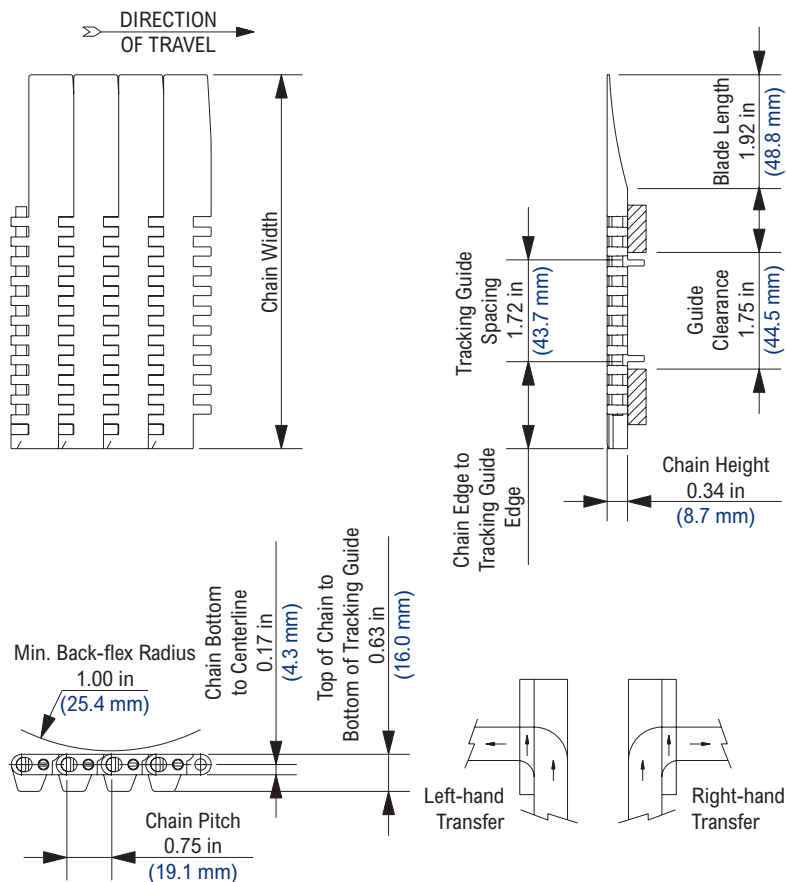 DIRECTION
OF TRAVEL
Chain Width
Blade Length
1.92 in
(48.8 mm)
Tracking Guide
Spacing
1.72 in
(43.7 mm)
Guide
Clearance
1.75 in
(44.5 mm)
Chain Edge to
Tracking Guide
Edge
Chain Height
0.34 in
(8.7 mm)
Min. Back-flex Radius
1.00 in
(25.4 mm)
Chain Bottom
to Centerline
0.17 in
(4.3 mm)
Top of Chain to
Bottom of Tracking Guide
0.63 in
(16.0 mm)
Chain Pitch
0.75 in
(19.1 mm)
Left-hand
Transfer
Right-hand
Transfer